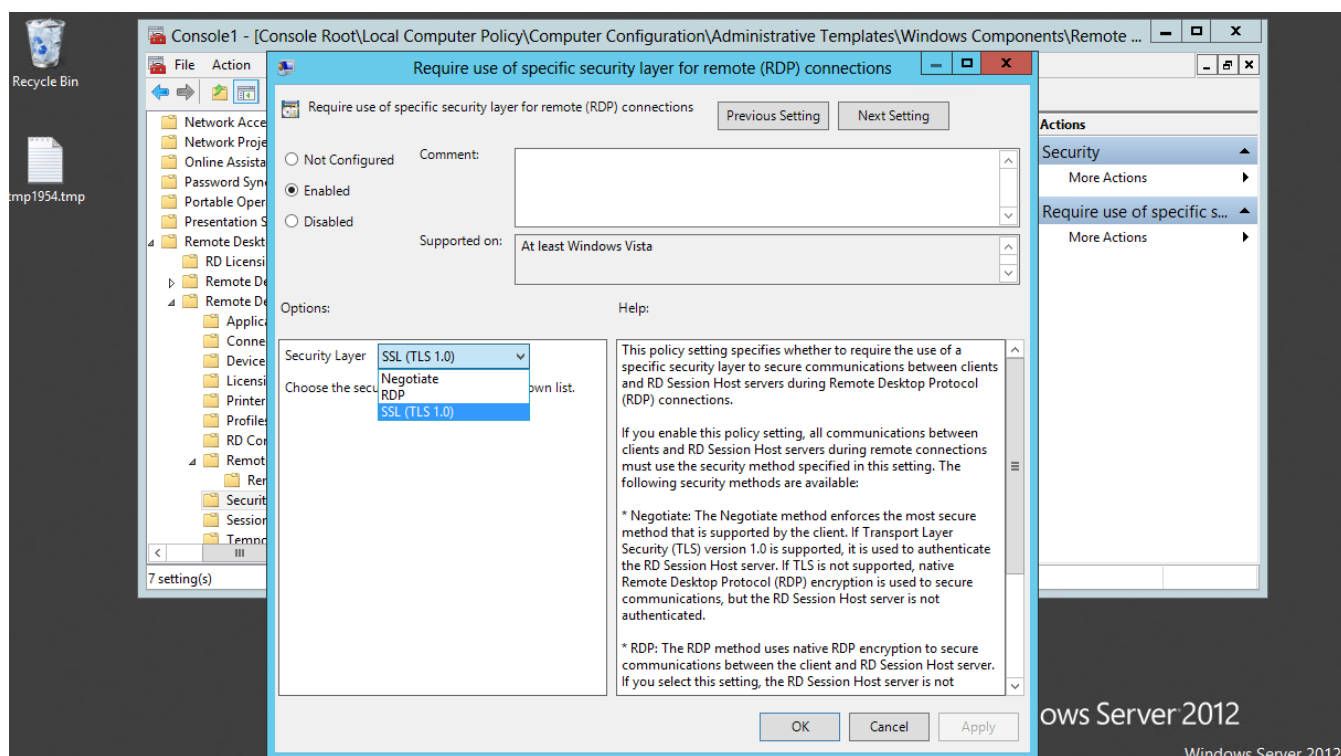 Recycle Bin
tmp1954.tmp
Console1 - [Console Root\Local Computer Policy\Computer Configuration\Administrative Templates\Windows Components\Remote ...
File Action
Require use of specific security layer for remote (RDP) connections
Require use of specific security layer for remote (RDP) connections
Previous Setting
Next Setting
Not Configured
Enabled
Disabled
Comment:
Supported on:
At least Windows Vista
Options:
Help:
Security Layer
SSL (TLS 1.0)
Negotiate
RDP
SSL (TLS 1.0)
Choose the secu
own list.
This policy setting specifies whether to require the use of a
specific security layer to secure communications between clients
and RD Session Host servers during Remote Desktop Protocol
(RDP) connections.
If you enable this policy setting, all communications between
clients and RD Session Host servers during remote connections
must use the security method specified in this setting. The
following security methods are available:
* Negotiate: The Negotiate method enforces the most secure
method that is supported by the client. If Transport Layer
Security (TLS) version 1.0 is supported, it is used to authenticate
the RD Session Host server. If TLS is not supported, native
Remote Desktop Protocol (RDP) encryption is used to secure
communications, but the RD Session Host server is not
authenticated.
* RDP: The RDP method uses native RDP encryption to secure
communications between the client and RD Session Host server.
If you select this setting, the RD Session Host server is not
OK
Cancel
Apply
Network Acce
Network Proje
Online Assista
Password Syn
Portable Oper
Presentation S
Remote Deskt
RD Licensi
Remote De
Remote De
Applica
Conne
Device
Licensi
Printer
Profiles
RD Con
Remot
Rer
Securit
Session
Tempo
7 setting(s)
Actions
Security
More Actions
Require use of specific s...
More Actions
ows Server 2012
Windows Server 2012